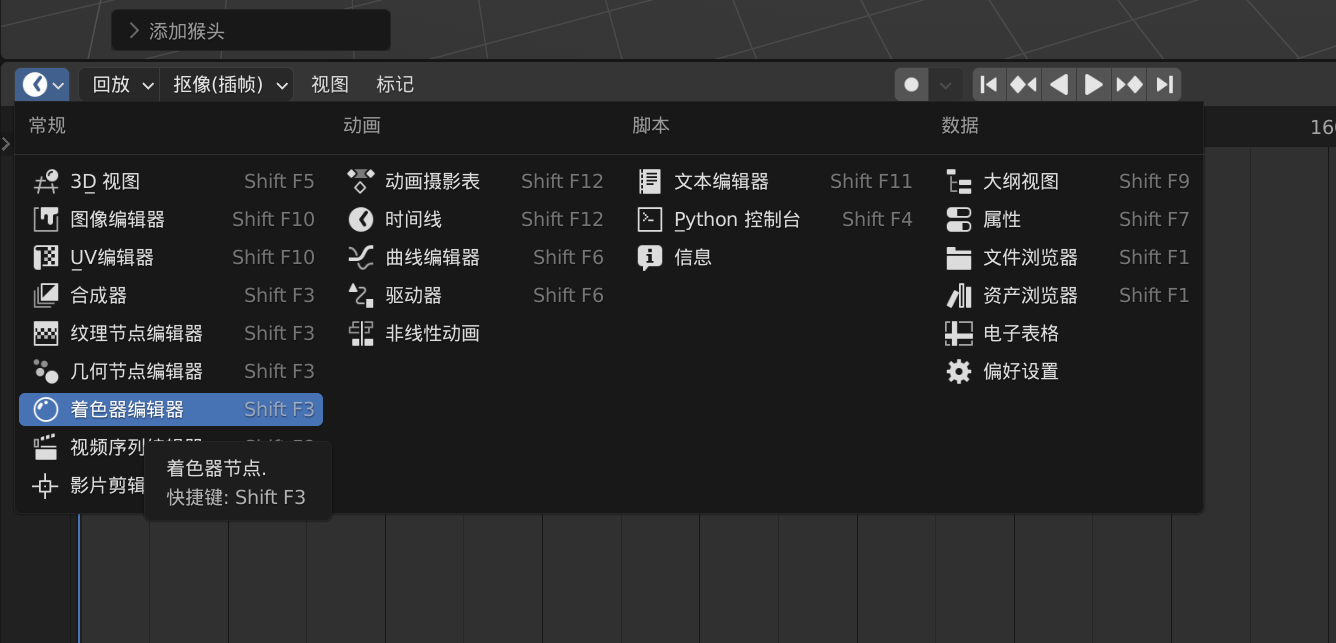 添加猴头
回放 抠像(插帧) 视图 标记
常规 动画 脚本 数据
160
3D 视图 Shift F5 动画摄影表 Shift F12 文本编辑器 Shift F11 大纲视图 Shift F9
图像编辑器 Shift F10 时间线 Shift F12 Python 控制台 Shift F4 属性 Shift F7
UV编辑器 Shift F10 曲线编辑器 Shift F6 信息 文件浏览器 Shift F1
合成器 Shift F3 驱动器 Shift F6 资产浏览器 Shift F1
纹理节点编辑器 Shift F3 非线性动画 电子表格
几何节点编辑器 Shift F3 偏好设置
着色器编辑器 Shift F3
视频序列
影片剪辑
着色器节点.
快捷键: Shift F3